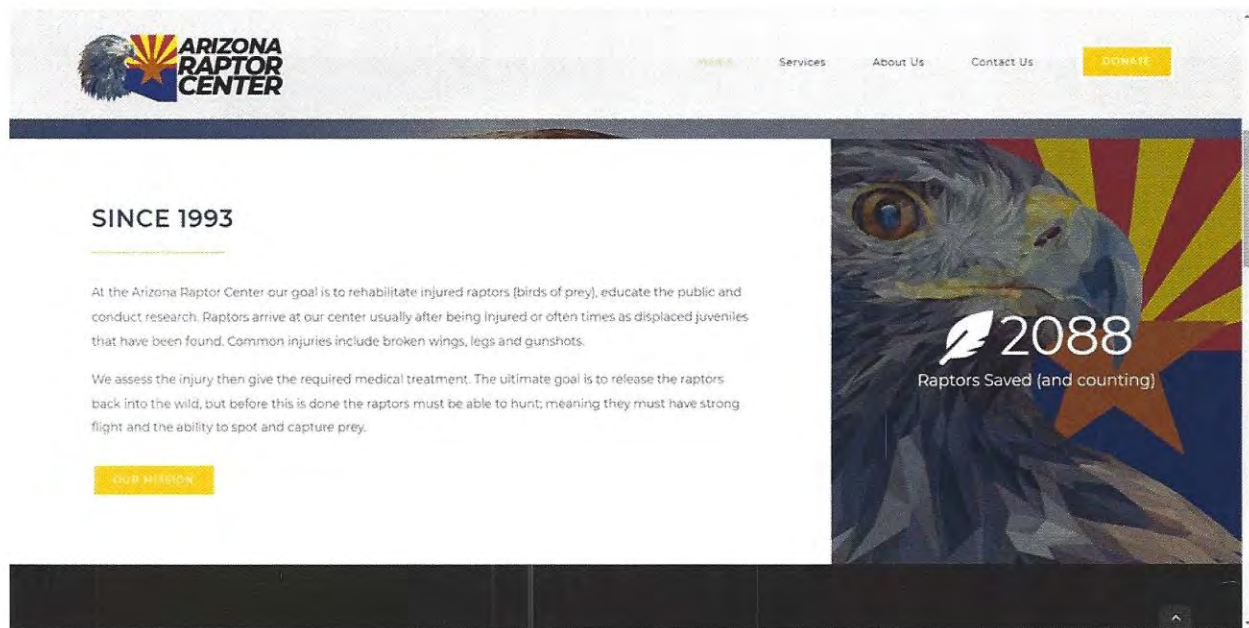 ARIZONA
RAPTOR
CENTER
HOME
Services
About Us
Contact Us
DONATE
SINCE 1993
At the Arizona Raptor Center our goal is to rehabilitate injured raptors (birds of prey), educate the public and
conduct research. Raptors arrive at our center usually after being injured or often times as displaced juveniles
that have been found. Common injuries include broken wings, legs and gunshots.
We assess the injury then give the required medical treatment. The ultimate goal is to release the raptors
back into the wild, but before this is done the raptors must be able to hunt; meaning they must have strong
flight and the ability to spot and capture prey.
OUR MISSION
2088
Raptors Saved (and counting)